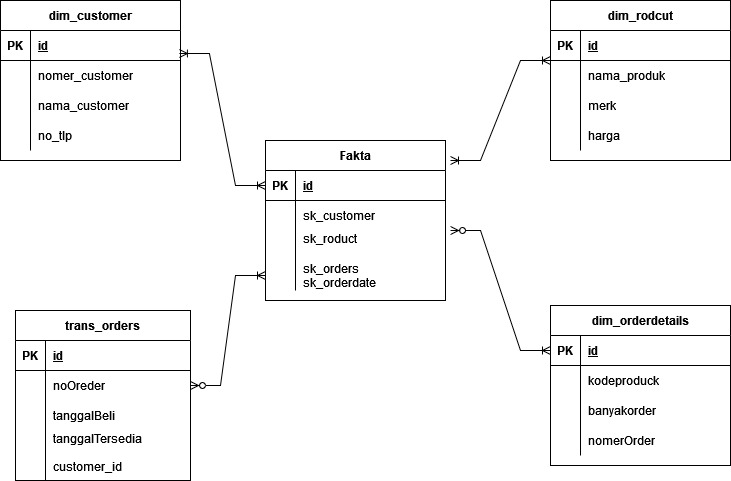 dim_customer
PK id
nomer_customer
nama_customer
no_tlp
dim_rodcut
PK id
nama_produk
merk
harga
Fakta
PK id
sk_customer
sk_roduct
sk_orders
sk_orderdate
trans_orders
PK id
noOreder
tanggalBeli
tanggalTersedia
customer_id
dim_orderdetails
PK id
kodeproduck
banyakorder
nomerOrder